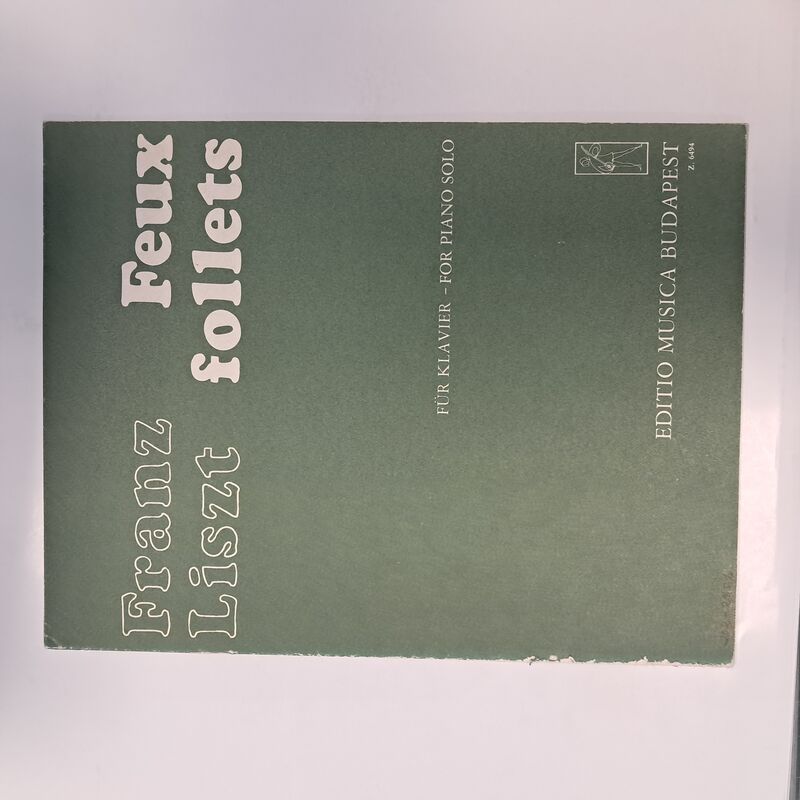 Franz Feux
Liszt follets
FÜR KLAVIER – FOR PIANO SOLO
EDITIO MUSICA BUDAPEST
Z. 6494